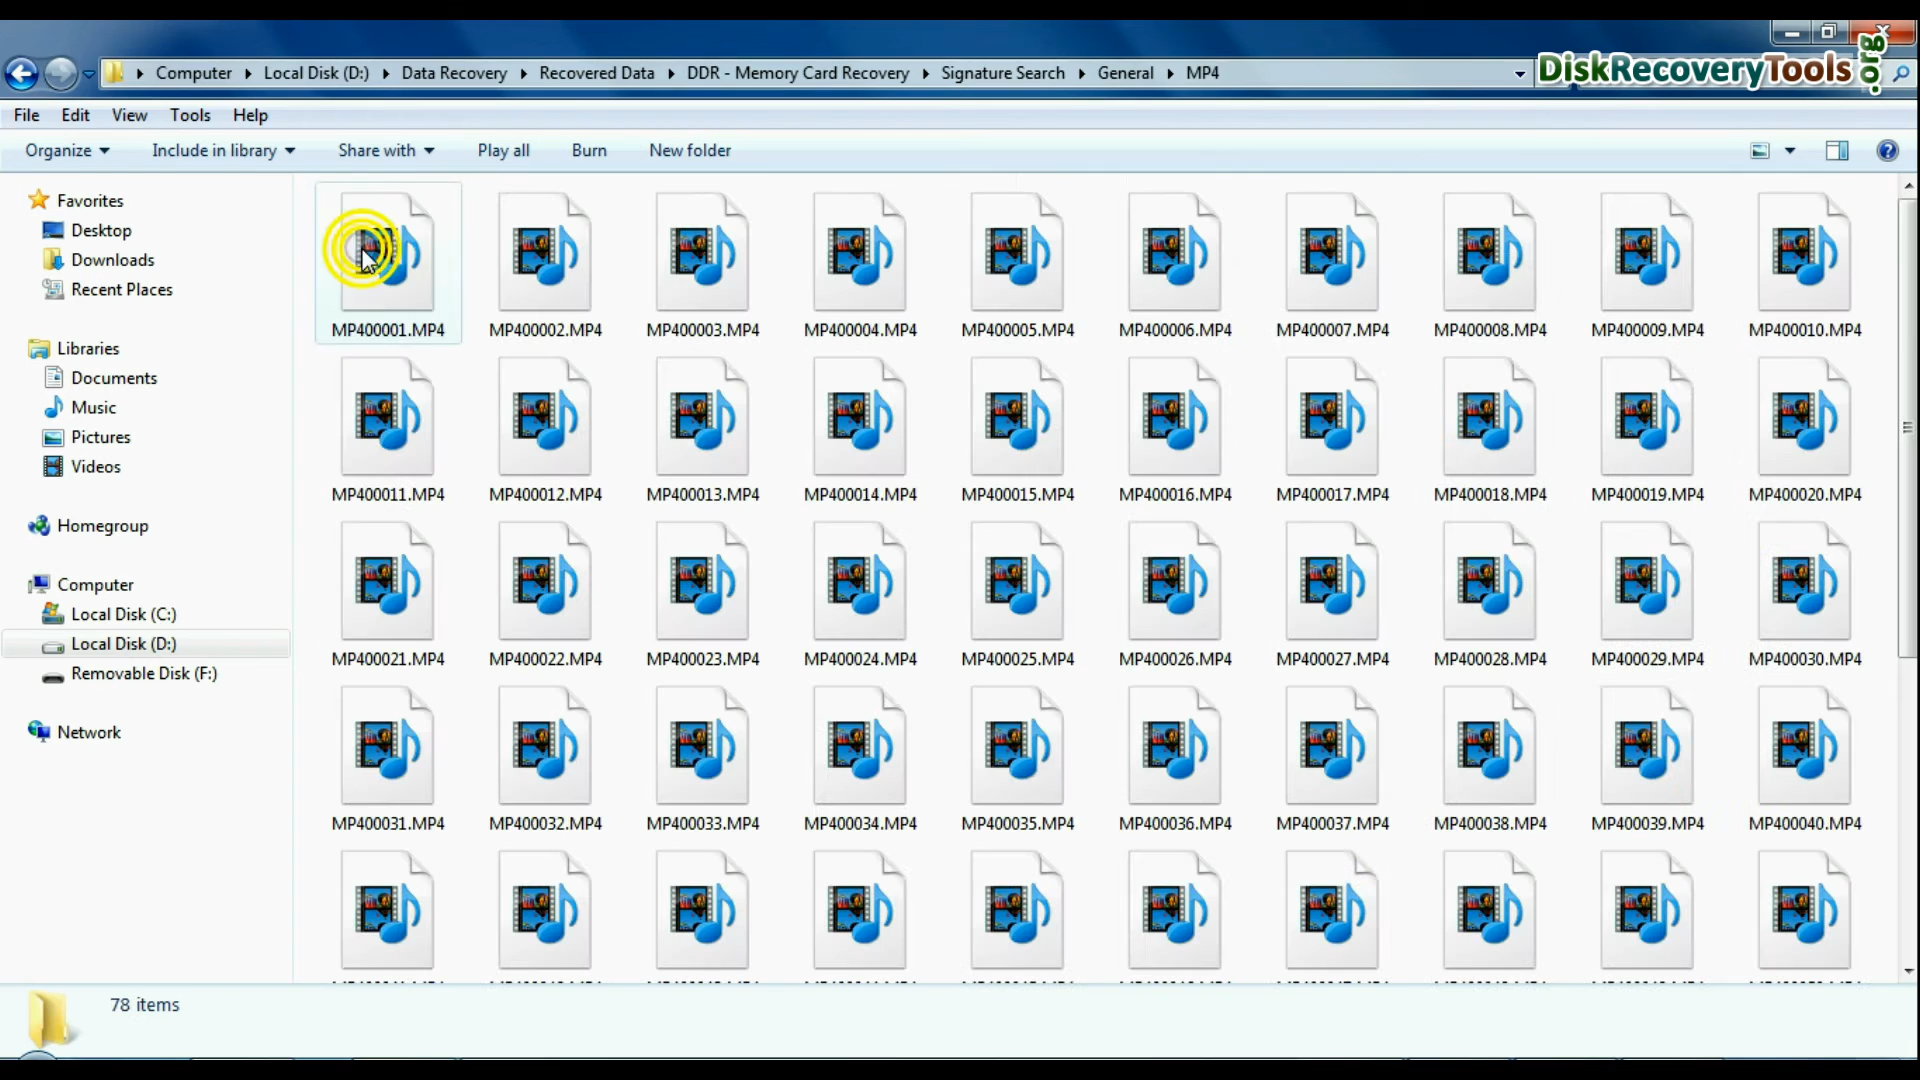 Computer Local Disk (D:) Data Recovery Recovered Data DDR - Memory Card Recovery Signature Search General MP4
DiskRecoveryTools.org
File Edit View Tools Help
Organize Include in library Share with Play all Burn New folder
Favorites
Desktop
Downloads
Recent Places
Libraries
Documents
Music
Pictures
Videos
Homegroup
Computer
Local Disk (C:)
Local Disk (D:)
Removable Disk (F:)
Network
MP400001.MP4 MP400002.MP4 MP400003.MP4 MP400004.MP4 MP400005.MP4 MP400006.MP4 MP400007.MP4 MP400008.MP4 MP400009.MP4 MP400010.MP4
MP400011.MP4 MP400012.MP4 MP400013.MP4 MP400014.MP4 MP400015.MP4 MP400016.MP4 MP400017.MP4 MP400018.MP4 MP400019.MP4 MP400020.MP4
MP400021.MP4 MP400022.MP4 MP400023.MP4 MP400024.MP4 MP400025.MP4 MP400026.MP4 MP400027.MP4 MP400028.MP4 MP400029.MP4 MP400030.MP4
MP400031.MP4 MP400032.MP4 MP400033.MP4 MP400034.MP4 MP400035.MP4 MP400036.MP4 MP400037.MP4 MP400038.MP4 MP400039.MP4 MP400040.MP4
78 items